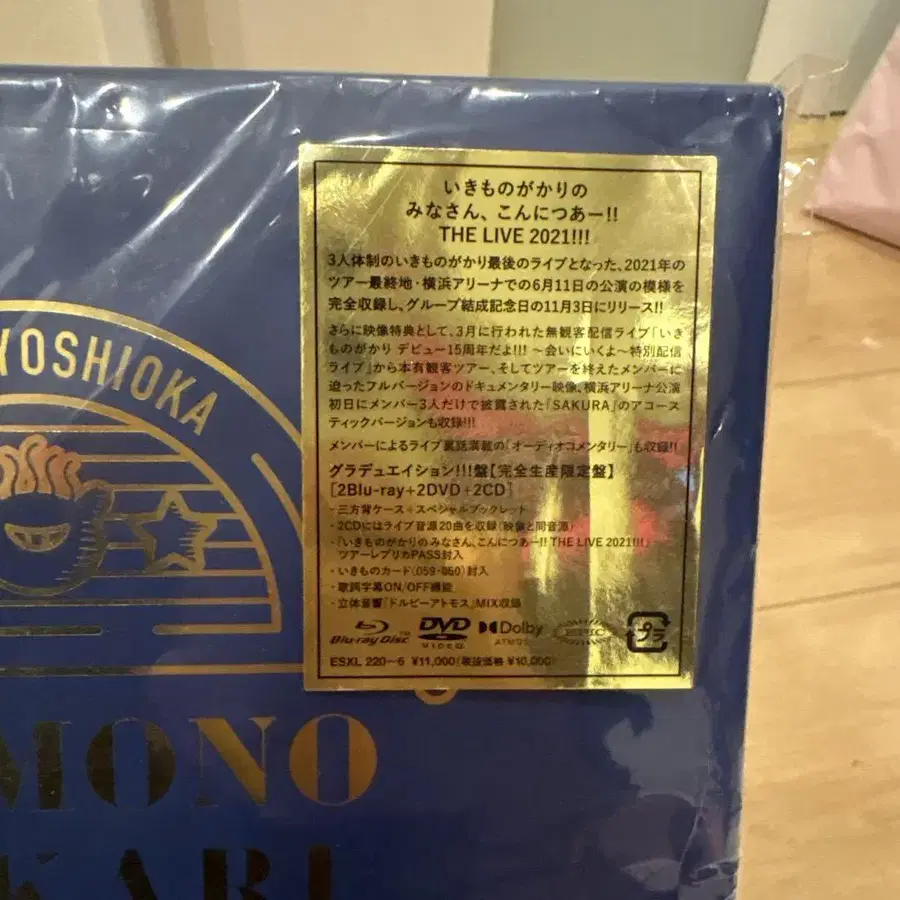 いきものがかりの
みなさん、こんにつあー!!
THE LIVE 2021!!!
3人体制のいきものがかり最後のライブとなった、2021年の
ツアー最終地・横浜アリーナでの6月11日の公演の模様を
完全収録し、グループ結成記念日の11月3日にリリース!!
さらに映像特典として、3月に行われた無観客配信ライブ「いき
ものがかり デビュー15周年だよ!!! 〜会いにいくよ〜特別配信
ライブ」から本有観客ツアー、そしてツアーを終えたメンバーに
迫ったフルバージョンのドキュメンタリー映像、横浜アリーナ公演
初日にメンバー3人だけで披露された「SAKURA」のアコース
ティックバージョンも収録!!!
メンバーによるライブ裏話満載の「オーディオコメンタリー」も収録!!
グラデュエイション!!!盤【完全生産限定盤】
[2Blu-ray+2DVD+2CD]
・三方背ケース+スペシャルブックレット
・2CDにはライブ音源20曲を収録(映像と同音源)
・「いきものがかりの みなさん、こんにつあー!! THE LIVE 2021!!!」
ツアーレプリカPASS封入
・いきものカード(059-060)封入
・歌詞字幕ON/OFF機能
・立体音響「ドルビーアトモス」MIX収録
Blu-ray Disc™ DVD VIDEO Dolby ATMOS EPIC プラ
ESXL 220-6 ¥11,000(税抜価格 ¥10,000)
YOSHIOKA
MONO
KARI